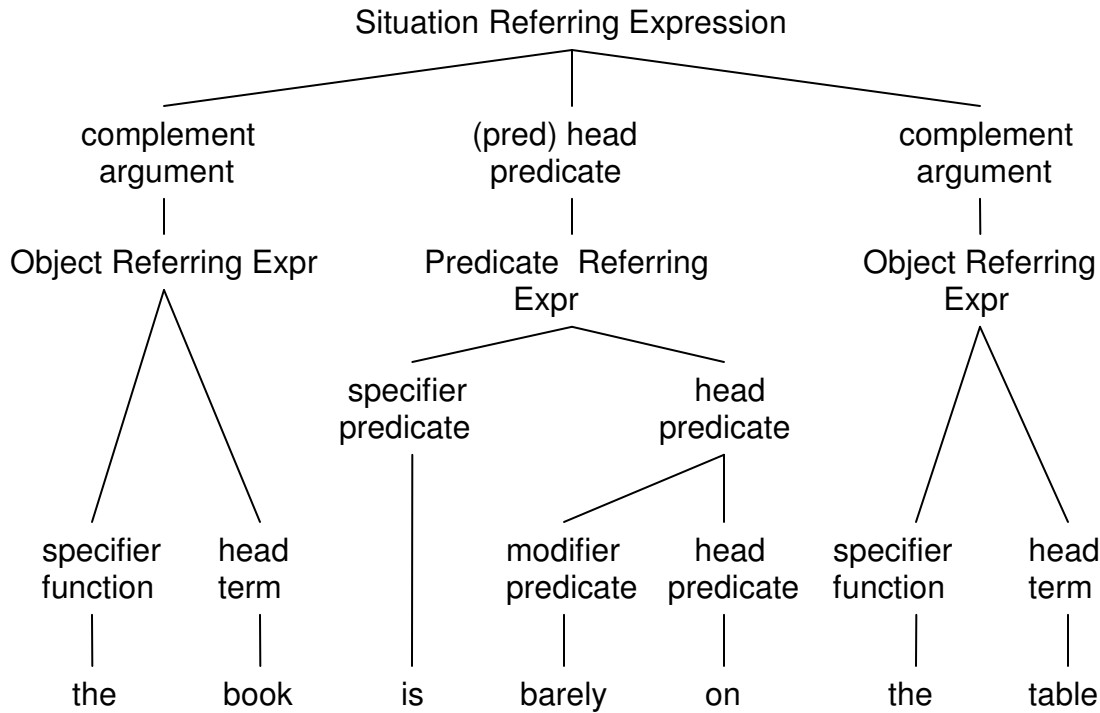 Situation Referring Expression
complement (pred) head complement
argument predicate argument
Object Referring Expr Predicate Referring Object Referring
Expr Expr
specifier head
predicate predicate
specifier head modifier head specifier head
function term predicate predicate function term
the book is barely on the table